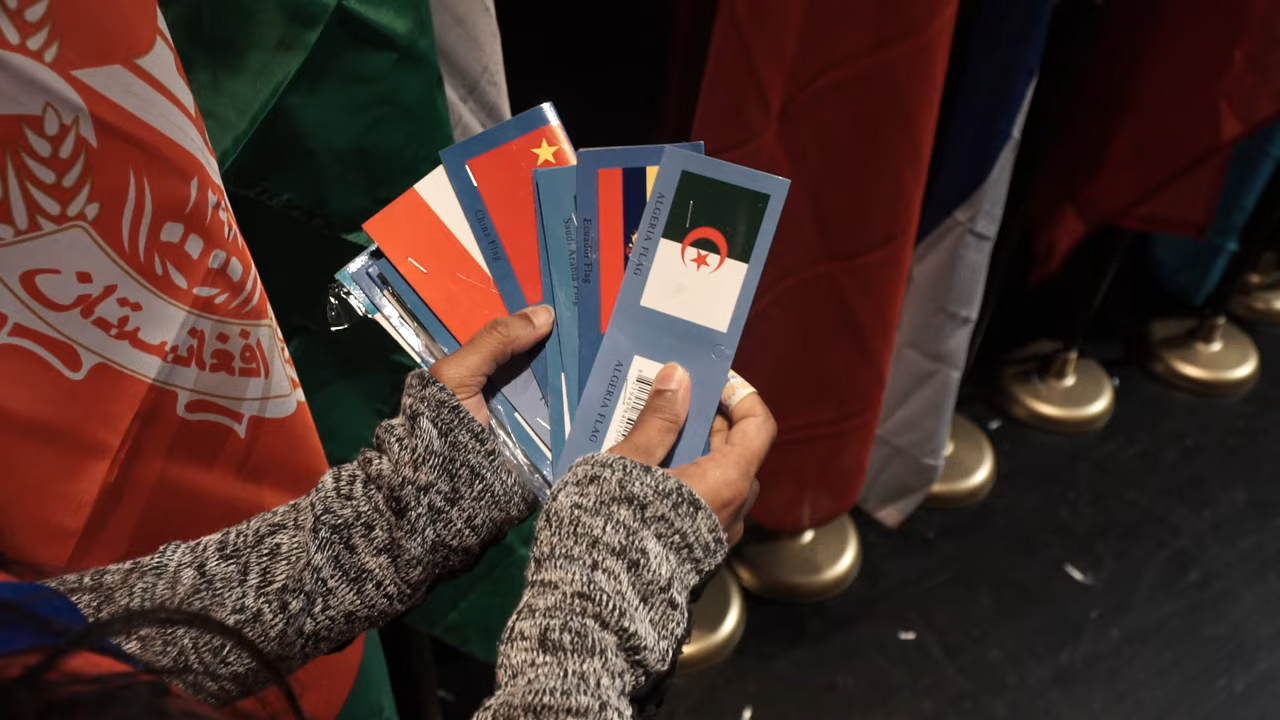 افغانستان
China Flag
Saudi Arabia Flag
Ecuador Flag
ALGERIA FLAG
ALGERIA FLAG